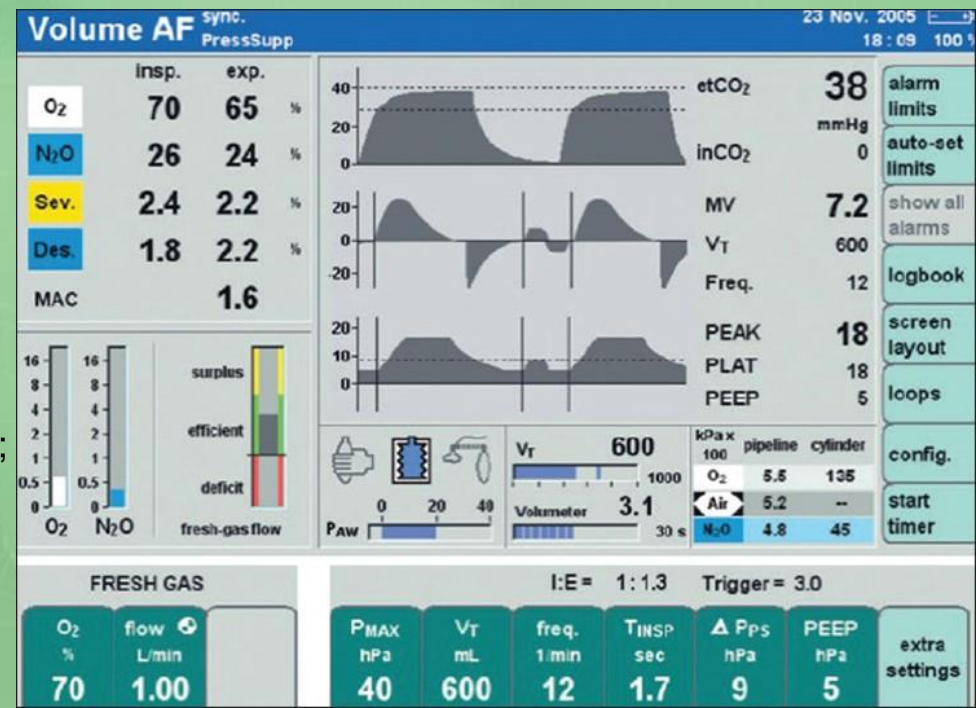 Volume AF sync. PressSupp
23 Nov. 2005
18:09 100 %
insp. exp.
O2 70 65 %
N2O 26 24 %
Sev. 2.4 2.2 %
Des. 1.8 2.2 %
MAC 1.6
40
20
0
etCO2 38
mmHg
inCO2 0
20
0
-20
MV 7.2
VT 600
Freq. 12
20
10
0
PEAK 18
PLAT 18
PEEP 5
alarm
limits
auto-set
limits
show all
alarms
logbook
screen
layout
loops
config.
start
timer
16 16
8 8
4 4
2 2
1 1
0.5 0.5
0 0
O2 N2O
surplus
efficient
deficit
fresh-gas flow
;
0 20 40
PAW
VT 600
1000
Volumeter 3.1
30 s
kPa x
100 pipeline cylinder
O2 5.5 135
Air 5.2 --
N2O 4.8 45
FRESH GAS
O2
%
70
flow
L/min
1.00
I:E = 1:1.3 Trigger = 3.0
PMAX
hPa
40
VT
mL
600
freq.
1/min
12
TINSP
sec
1.7
Δ PPS
hPa
9
PEEP
hPa
5
extra
settings